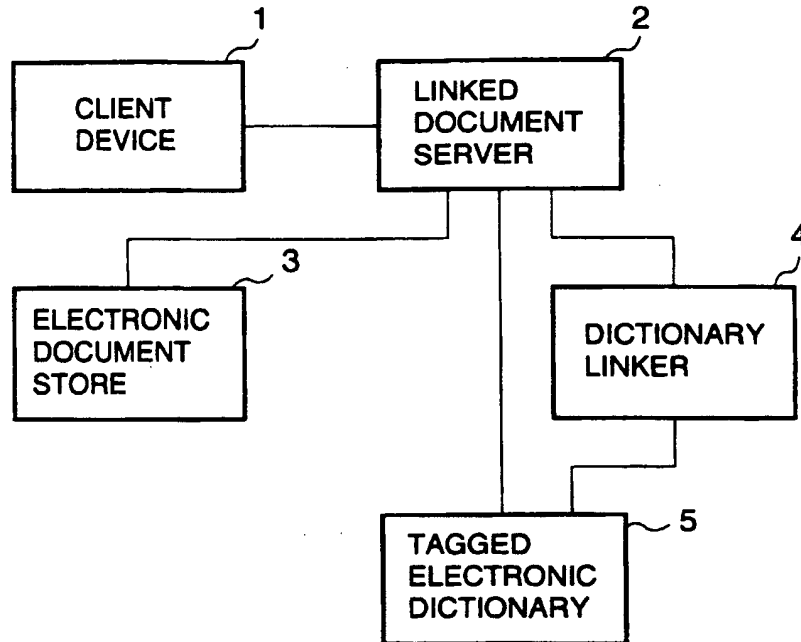 1
CLIENT
DEVICE
2
LINKED
DOCUMENT
SERVER
3
ELECTRONIC
DOCUMENT
STORE
4
DICTIONARY
LINKER
5
TAGGED
ELECTRONIC
DICTIONARY